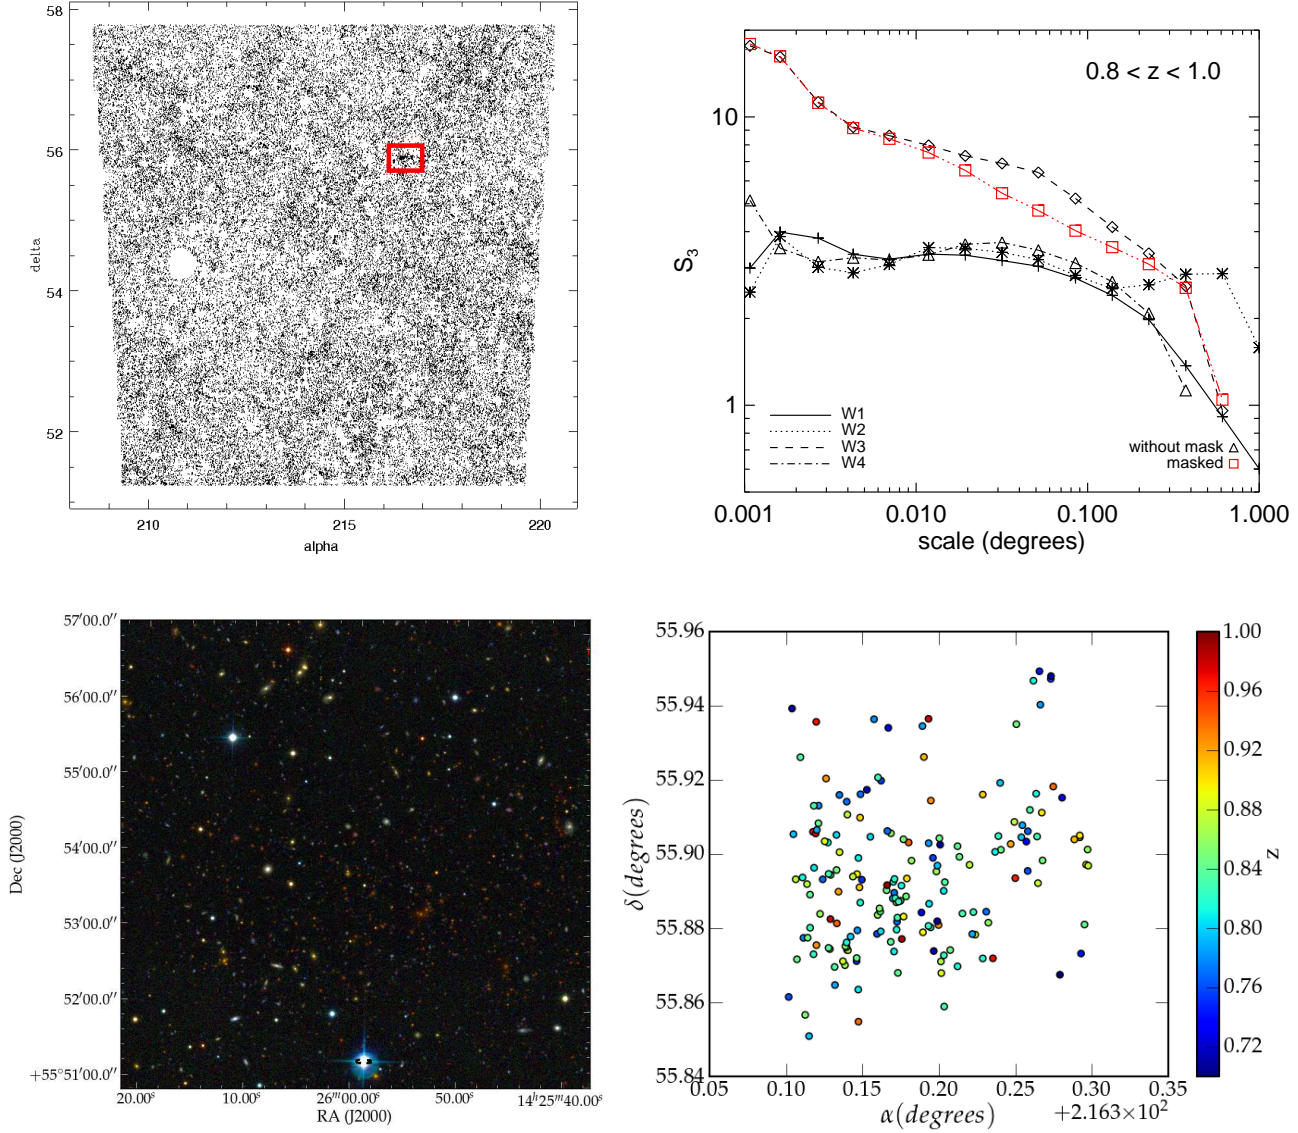 58
56
54
52
delta
210
215
220
alpha
0.8 < z < 1.0
10
1
S3
W1
W2
W3
W4
without mask
masked
0.001
0.010
0.100
1.000
scale (degrees)
57′00.0″
56′00.0″
55′00.0″
54′00.0″
53′00.0″
52′00.0″
+55°51′00.0″
Dec (J2000)
20.00ˢ
10.00ˢ
26ᵐ00.00ˢ
50.00ˢ
14ʰ25ᵐ40.00ˢ
RA (J2000)
55.96
55.94
55.92
55.90
55.88
55.86
55.84
δ(degrees)
0.05
0.10
0.15
0.20
0.25
0.30
0.35
α(degrees)
+2.163×10²
1.00
0.96
0.92
0.88
0.84
0.80
0.76
0.72
z